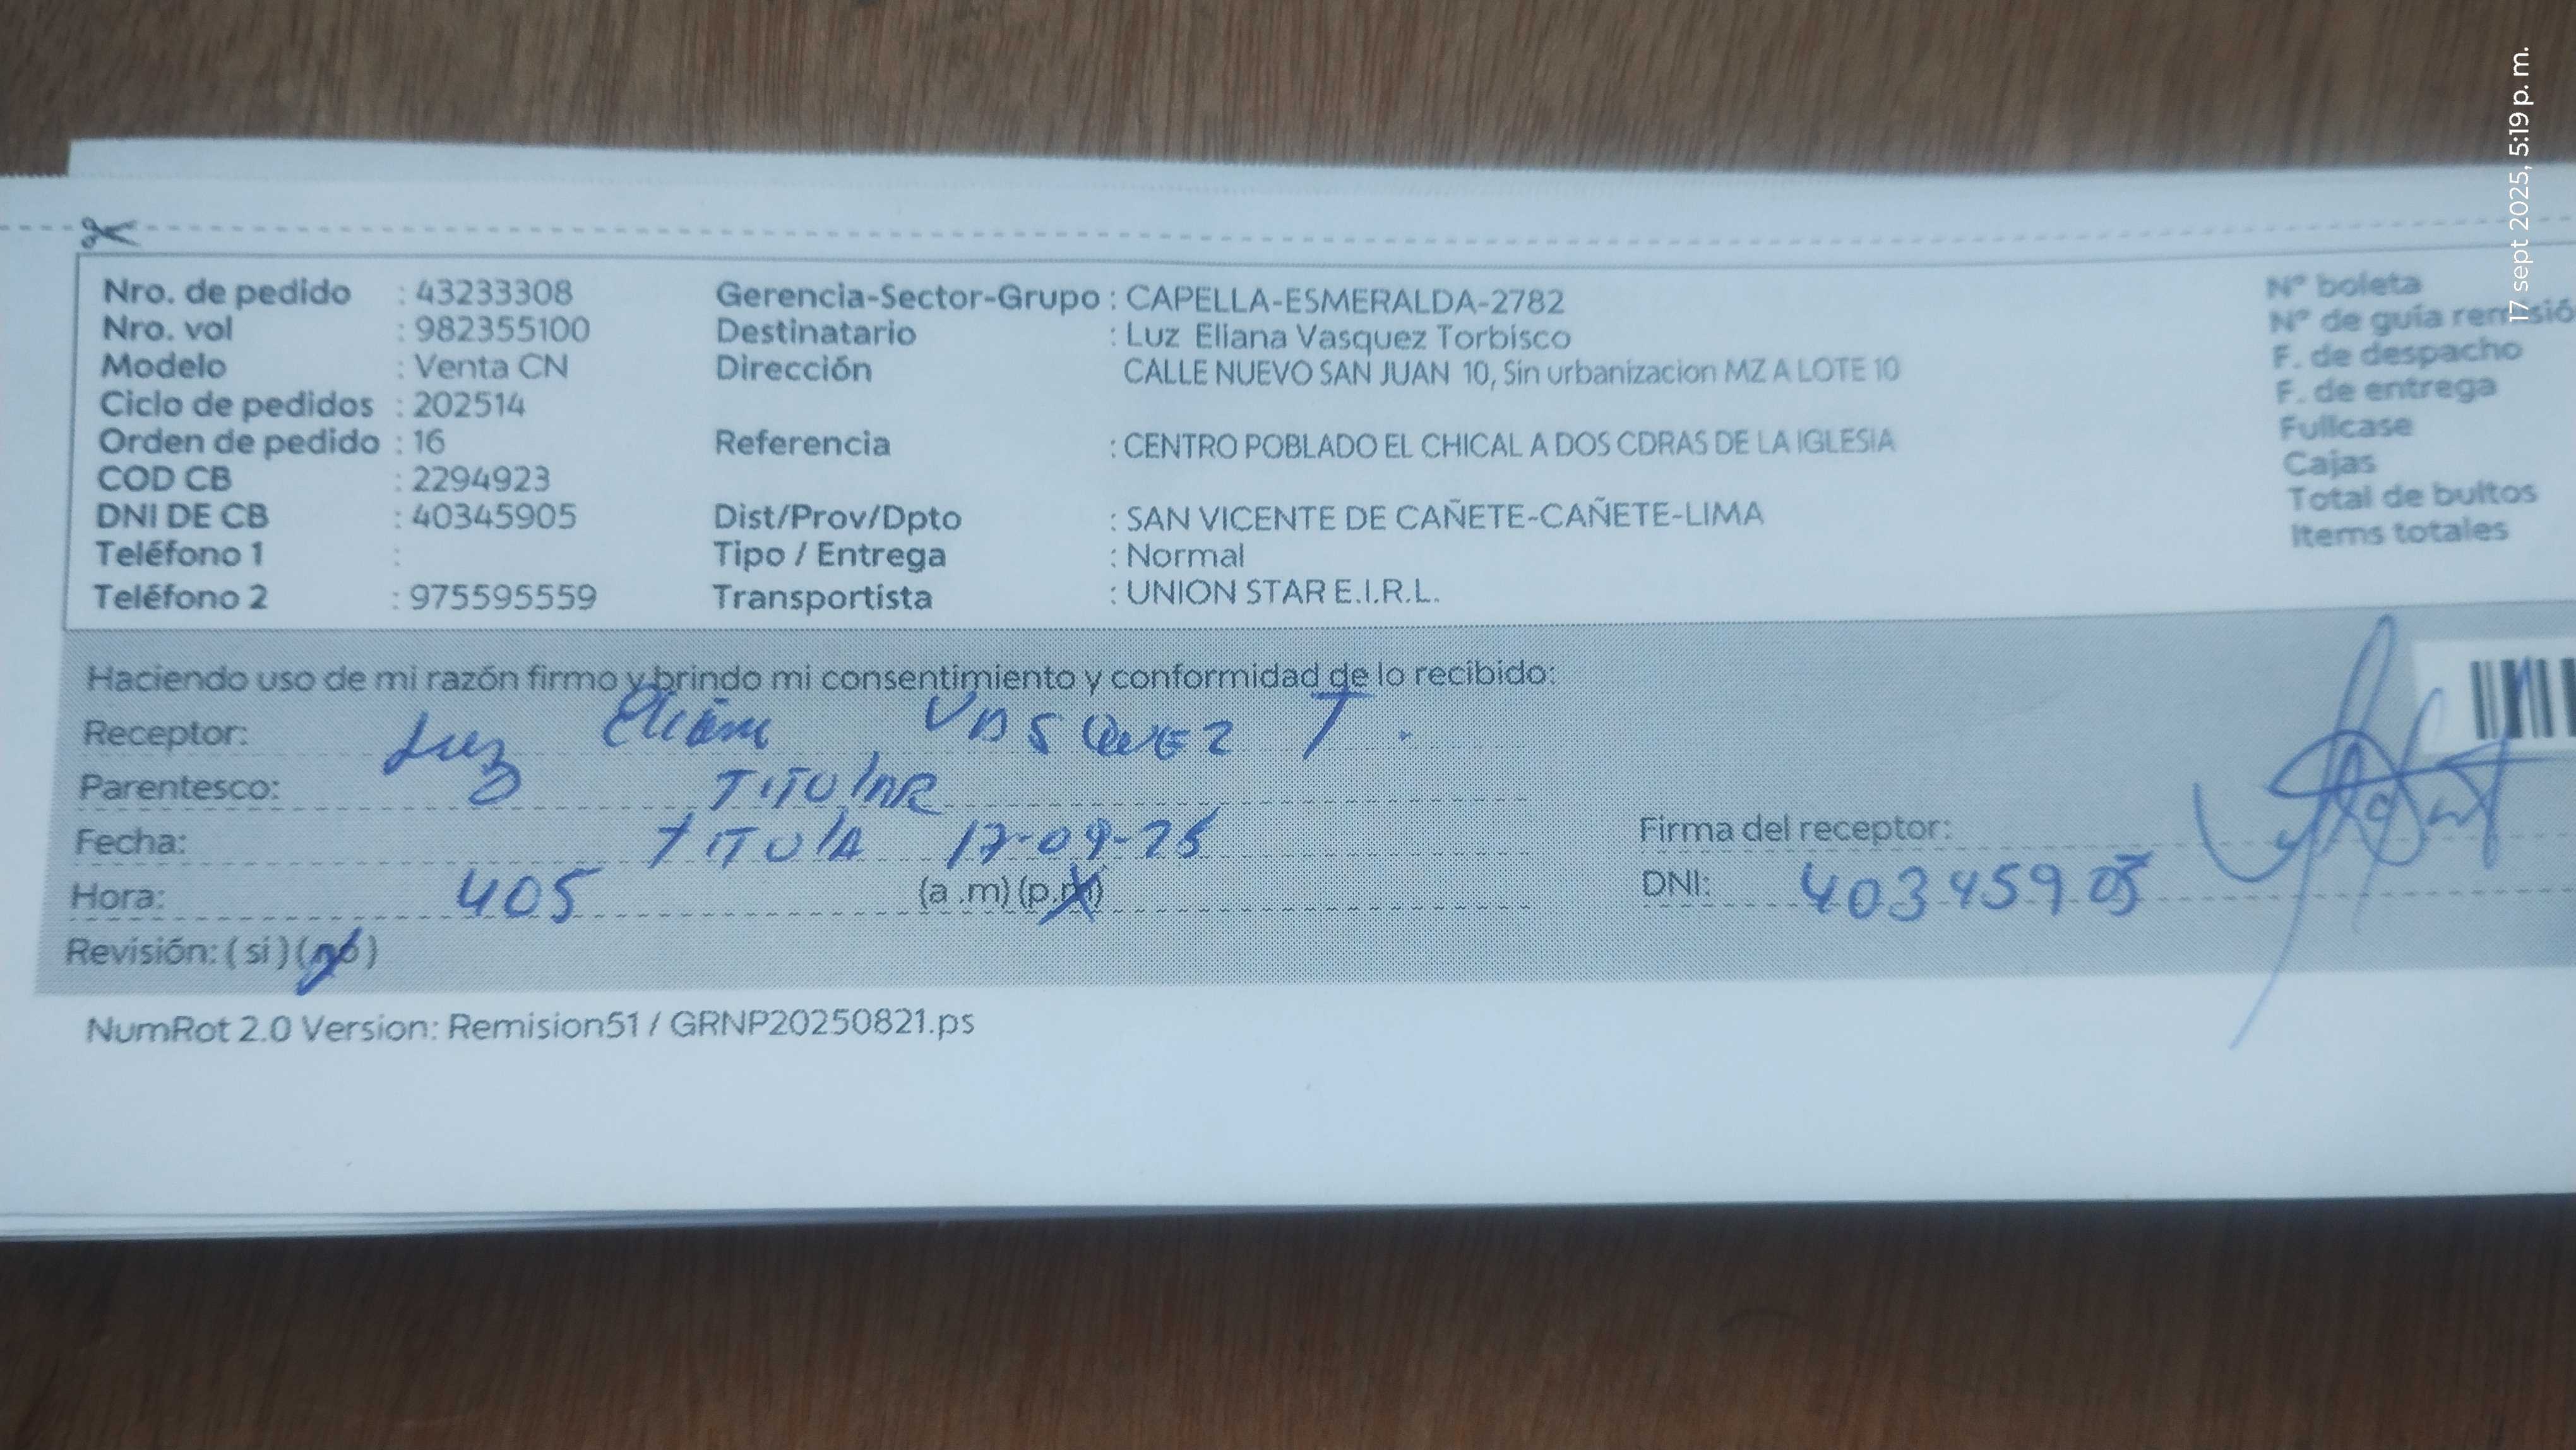 17 sept 2025, 5:19 p. m.
Nro. de pedido : 43233308 Gerencia-Sector-Grupo : CAPELLA-ESMERALDA-2782 Nº boleta
Nro. vol : 982355100 Destinatario : Luz Eliana Vasquez Torbisco Nº de guía remisió
Modelo : Venta CN Dirección CALLE NUEVO SAN JUAN 10, Sin urbanizacion MZ A LOTE 10 F. de despacho
Ciclo de pedidos : 202514 F. de entrega
Orden de pedido : 16 Referencia : CENTRO POBLADO EL CHICAL A DOS CDRAS DE LA IGLESIA Fullcase
COD CB : 2294923 Cajas
DNI DE CB : 40345905 Dist/Prov/Dpto : SAN VICENTE DE CAÑETE-CAÑETE-LIMA Total de bultos
Teléfono 1 : Tipo / Entrega : Normal Items totales
Teléfono 2 : 975595559 Transportista : UNION STAR E.I.R.L.
Haciendo uso de mi razón firmo y brindo mi consentimiento y conformidad de lo recibido:
Receptor: Luz VASQUEZ T.
Parentesco: TITULAR
Fecha: TITULA 17-09-25 Firma del receptor:
Hora: 405 (a .m) (p.m) DNI: 40345905
Revisión: ( si ) ( no )
NumRot 2.0 Version: Remision51 / GRNP20250821.ps